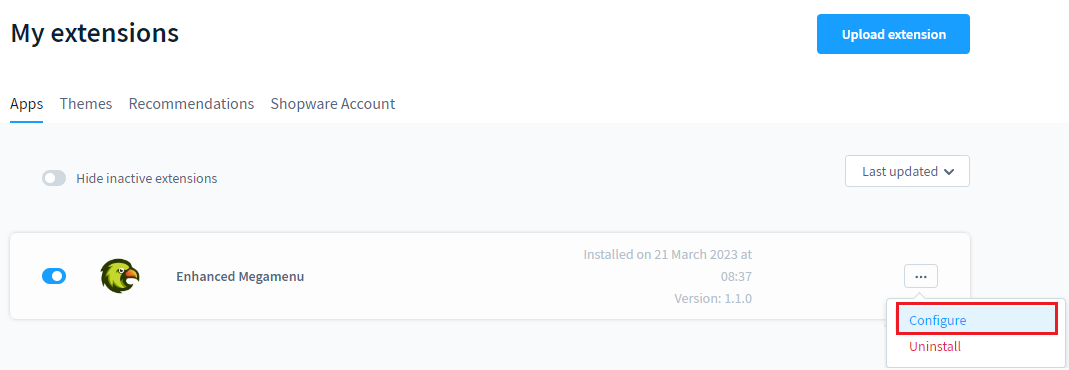 My extensions
Upload extension
Apps Themes Recommendations Shopware Account
Hide inactive extensions
Last updated
Enhanced Megamenu
Installed on 21 March 2023 at
08:37
Version: 1.1.0
...
Configure
Uninstall